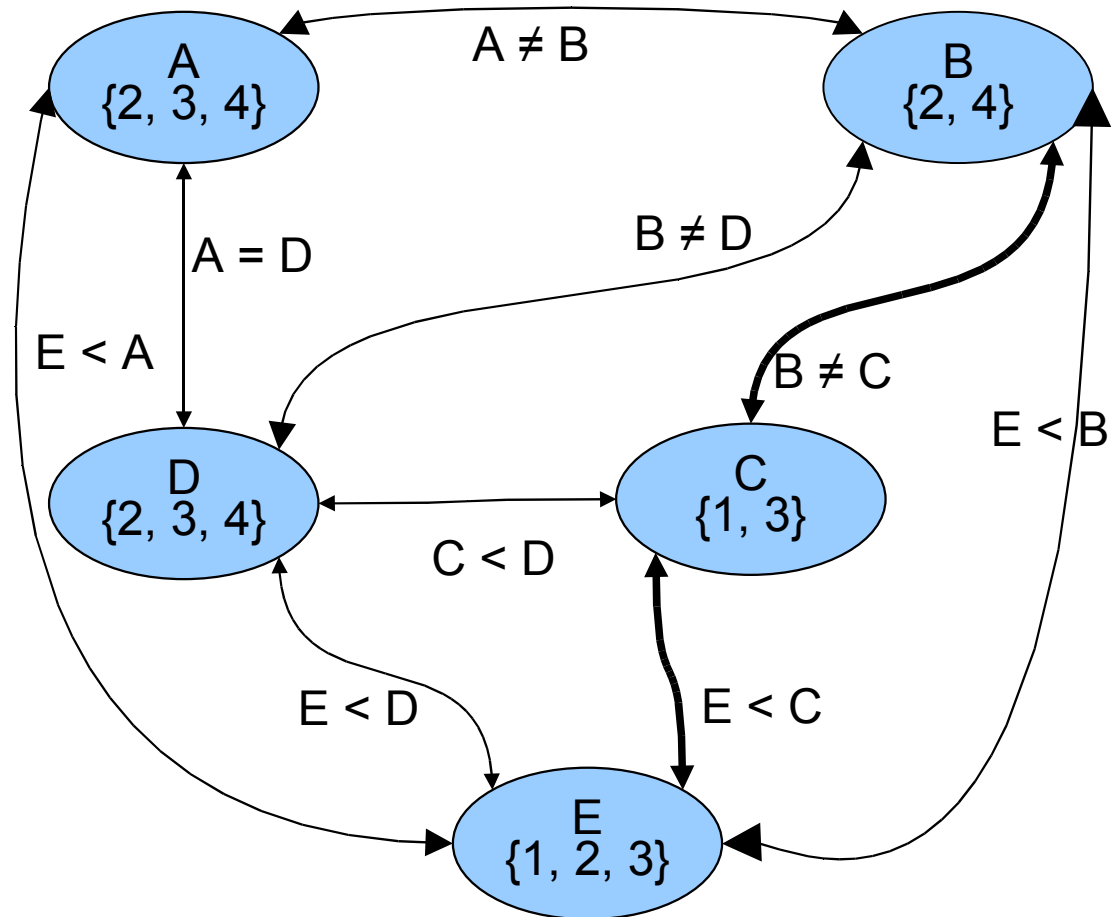 A ≠ B
A
{2, 3, 4}
B
{2, 4}
B ≠ D
A = D
E < A
B ≠ C
E < B
D
{2, 3, 4}
C
{1, 3}
C < D
E < D
E < C
E
{1, 2, 3}